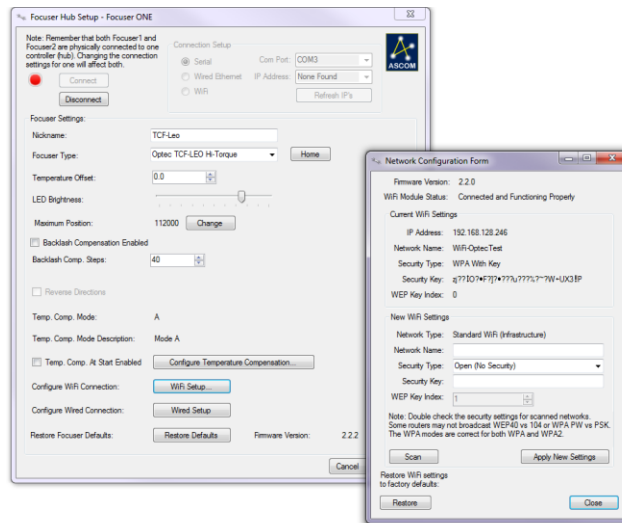 Focuser Hub Setup - Focuser ONE
Note: Remember that both Focuser1 and
Focuser2 are physically connected to one
controller (hub). Changing the connection
settings for one will affect both.
Connect
Disconnect
Connection Setup
Serial
Com Port: COM3
Wired Ethernet
IP Address: None Found
WiFi
Refresh IP's
ASCOM
Focuser Settings:
Nickname: TCF-Leo
Focuser Type: Optec TCF-LEO Hi-Torque Home
Temperature Offset: 0.0
LED Brightness:
Maximum Position: 112000 Change
Backlash Compensation Enabled
Backlash Comp. Steps: 40
Reverse Directions
Temp. Comp. Mode: A
Temp. Comp. Mode Description: Mode A
Temp. Comp. At Start Enabled Configure Temperature Compensation...
Configure WiFi Connection: WiFi Setup...
Configure Wired Connection: Wired Setup
Restore Focuser Defaults: Restore Defaults Firmware Version: 2.2.2
Cancel
Network Configuration Form
Firmware Version: 2.2.0
WiFi Module Status: Connected and Functioning Properly
Current WiFi Settings
IP Address: 192.168.128.246
Network Name: WiFi-OptecTest
Security Type: WPA With Key
Security Key:
WEP Key Index: 0
New WiFi Settings
Network Type: Standard WiFi (Infrastructure)
Network Name:
Security Type: Open (No Security)
Security Key:
WEP Key Index: 1
Note: Double check the security settings for scanned networks.
Some routers may not broadcast WEP40 vs 104 or WPA PW vs PSK.
The WPA modes are correct for both WPA and WPA2.
Scan
Apply New Settings
Restore WiFi settings
to factory defaults:
Restore
Close